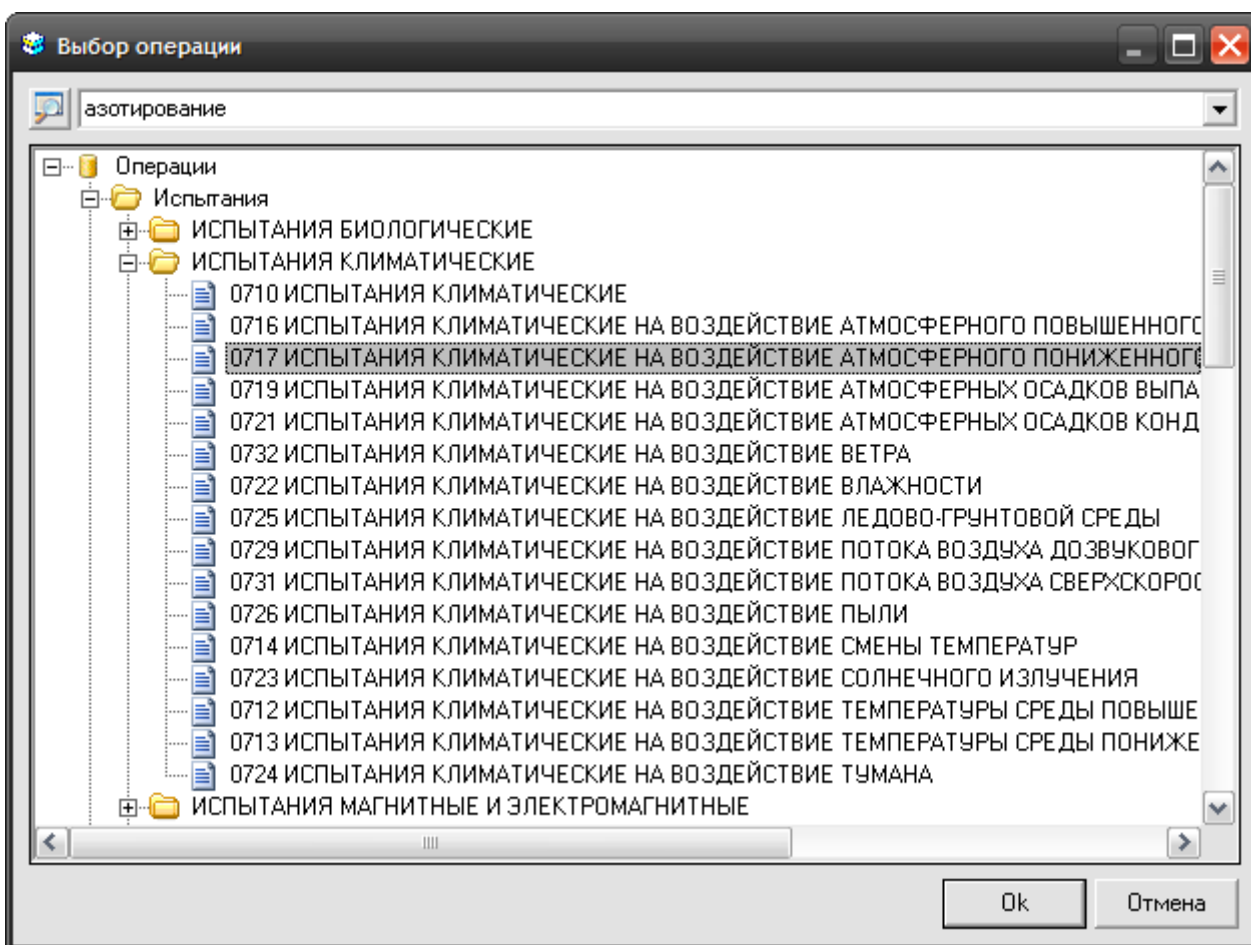 Выбор операции
азотирование
Операции
Испытания
ИСПЫТАНИЯ БИОЛОГИЧЕСКИЕ
ИСПЫТАНИЯ КЛИМАТИЧЕСКИЕ
0710 ИСПЫТАНИЯ КЛИМАТИЧЕСКИЕ
0716 ИСПЫТАНИЯ КЛИМАТИЧЕСКИЕ НА ВОЗДЕЙСТВИЕ АТМОСФЕРНОГО ПОВЫШЕННОГО
0717 ИСПЫТАНИЯ КЛИМАТИЧЕСКИЕ НА ВОЗДЕЙСТВИЕ АТМОСФЕРНОГО ПОНИЖЕННОГО
0719 ИСПЫТАНИЯ КЛИМАТИЧЕСКИЕ НА ВОЗДЕЙСТВИЕ АТМОСФЕРНЫХ ОСАДКОВ ВЫПА
0721 ИСПЫТАНИЯ КЛИМАТИЧЕСКИЕ НА ВОЗДЕЙСТВИЕ АТМОСФЕРНЫХ ОСАДКОВ КОНД
0732 ИСПЫТАНИЯ КЛИМАТИЧЕСКИЕ НА ВОЗДЕЙСТВИЕ ВЕТРА
0722 ИСПЫТАНИЯ КЛИМАТИЧЕСКИЕ НА ВОЗДЕЙСТВИЕ ВЛАЖНОСТИ
0725 ИСПЫТАНИЯ КЛИМАТИЧЕСКИЕ НА ВОЗДЕЙСТВИЕ ЛЕДОВО-ГРУНТОВОЙ СРЕДЫ
0729 ИСПЫТАНИЯ КЛИМАТИЧЕСКИЕ НА ВОЗДЕЙСТВИЕ ПОТОКА ВОЗДУХА ДОЗВУКОВОГ
0731 ИСПЫТАНИЯ КЛИМАТИЧЕСКИЕ НА ВОЗДЕЙСТВИЕ ПОТОКА ВОЗДУХА СВЕРХСКОРОС
0726 ИСПЫТАНИЯ КЛИМАТИЧЕСКИЕ НА ВОЗДЕЙСТВИЕ ПЫЛИ
0714 ИСПЫТАНИЯ КЛИМАТИЧЕСКИЕ НА ВОЗДЕЙСТВИЕ СМЕНЫ ТЕМПЕРАТУР
0723 ИСПЫТАНИЯ КЛИМАТИЧЕСКИЕ НА ВОЗДЕЙСТВИЕ СОЛНЕЧНОГО ИЗЛУЧЕНИЯ
0712 ИСПЫТАНИЯ КЛИМАТИЧЕСКИЕ НА ВОЗДЕЙСТВИЕ ТЕМПЕРАТУРЫ СРЕДЫ ПОВЫШЕ
0713 ИСПЫТАНИЯ КЛИМАТИЧЕСКИЕ НА ВОЗДЕЙСТВИЕ ТЕМПЕРАТУРЫ СРЕДЫ ПОНИЖЕ
0724 ИСПЫТАНИЯ КЛИМАТИЧЕСКИЕ НА ВОЗДЕЙСТВИЕ ТУМАНА
ИСПЫТАНИЯ МАГНИТНЫЕ И ЭЛЕКТРОМАГНИТНЫЕ
Ok Отмена